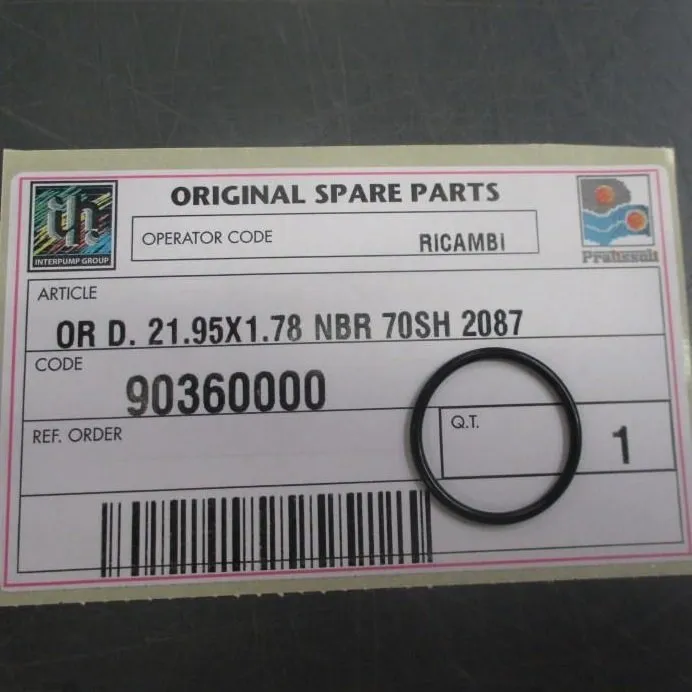 ORIGINAL SPARE PARTS
INTERPUMP GROUP
OPERATOR CODE RICAMBI
Pratissoli
ARTICLE
OR D. 21.95X1.78 NBR 70SH 2087
CODE
90360000
REF. ORDER
Q.T. 1